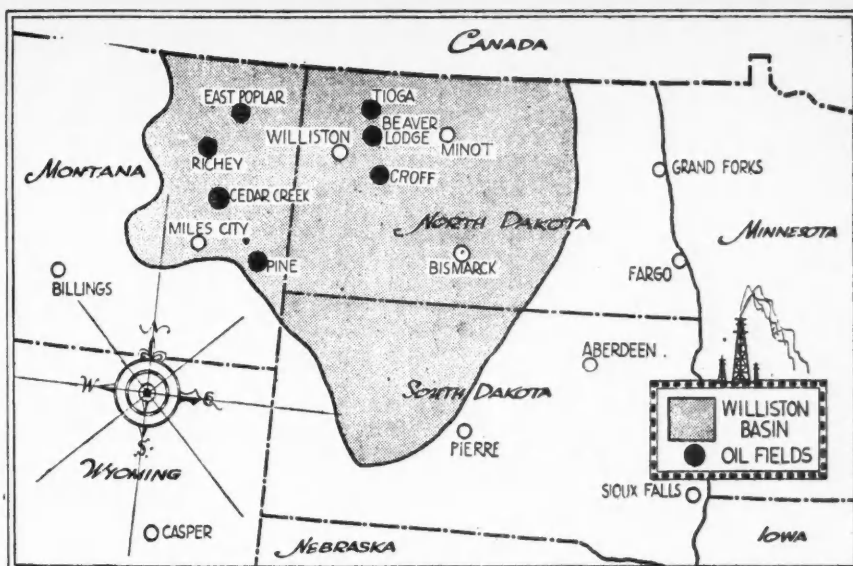 CANADA
EAST POPLAR
TIOGA
BEAVER
LODGE
WILLISTON
MINOT
RICHEY
MONTANA
CROFF
GRAND FORKS
CEDAR CREEK
NORTH DAKOTA
MINNESOTA
MILES CITY
BISMARCK
PINE
FARGO
BILLINGS
N
ABERDEEN
W
E
SOUTH DAKOTA
WILLISTON
BASIN
PIERRE
OIL FIELDS
S
WYOMING
SIOUX FALLS
CASPER
NEBRASKA
IOWA